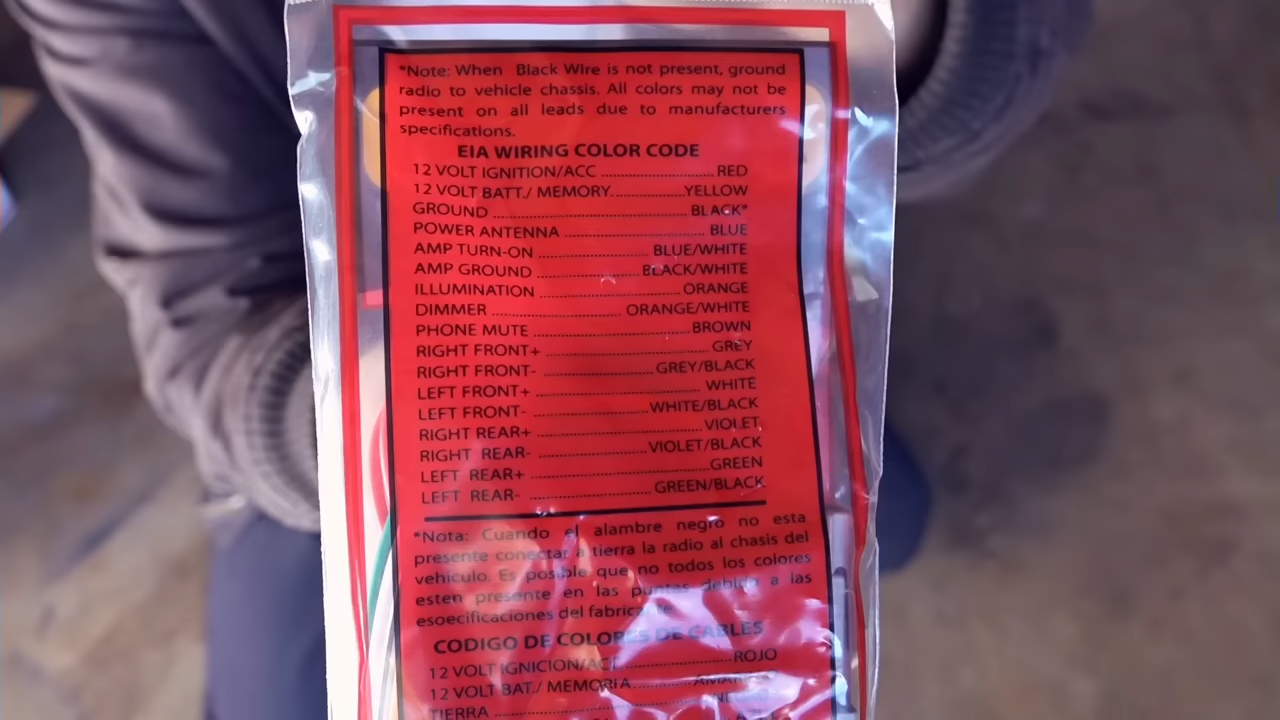 *Note: When Black Wire is not present, ground
radio to vehicle chassis. All colors may not be
present on all leads due to manufacturers
specifications.
EIA WIRING COLOR CODE
12 VOLT IGNITION/ACC ........................ RED
12 VOLT BATT./ MEMORY .................. YELLOW
GROUND ........................ BLACK*
POWER ANTENNA ........................ BLUE
AMP TURN-ON ........................ BLUE/WHITE
AMP GROUND ........................ BLACK/WHITE
ILLUMINATION ........................ ORANGE
DIMMER ........................ ORANGE/WHITE
PHONE MUTE ........................ BROWN
RIGHT FRONT+ ........................ GREY
RIGHT FRONT- ........................ GREY/BLACK
LEFT FRONT+ ........................ WHITE
LEFT FRONT- ........................ WHITE/BLACK
RIGHT REAR+ ........................ VIOLET
RIGHT REAR- ........................ VIOLET/BLACK
LEFT REAR+ ........................ GREEN
LEFT REAR- ........................ GREEN/BLACK
*Nota: Cuando el alambre negro no esta
presente conectar a tierra la radio al chasis del
vehiculo. Es posible que no todos los colores
esten presente en las puntas debido a las
esoecificaciones del fabricante.
CODIGO DE COLORES DE CABLES
12 VOLT IGNICION/ACC ........................ ROJO
12 VOLT BAT./ MEMORIA .................. AMARILLO
TIERRA ........................ NEGRO